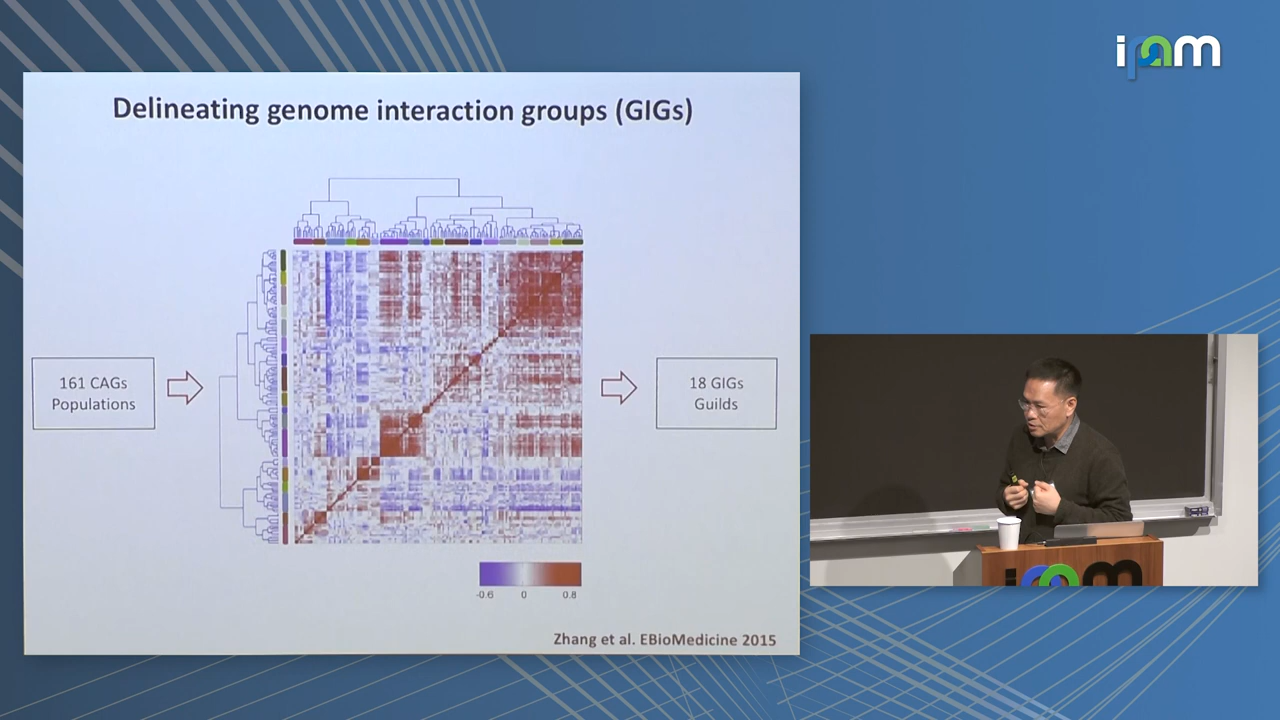 ipam
Delineating genome interaction groups (GIGs)
161 CAGs
Populations
18 GIGs
Guilds
-0.6 0 0.8
Zhang et al. EBioMedicine 2015
ipam